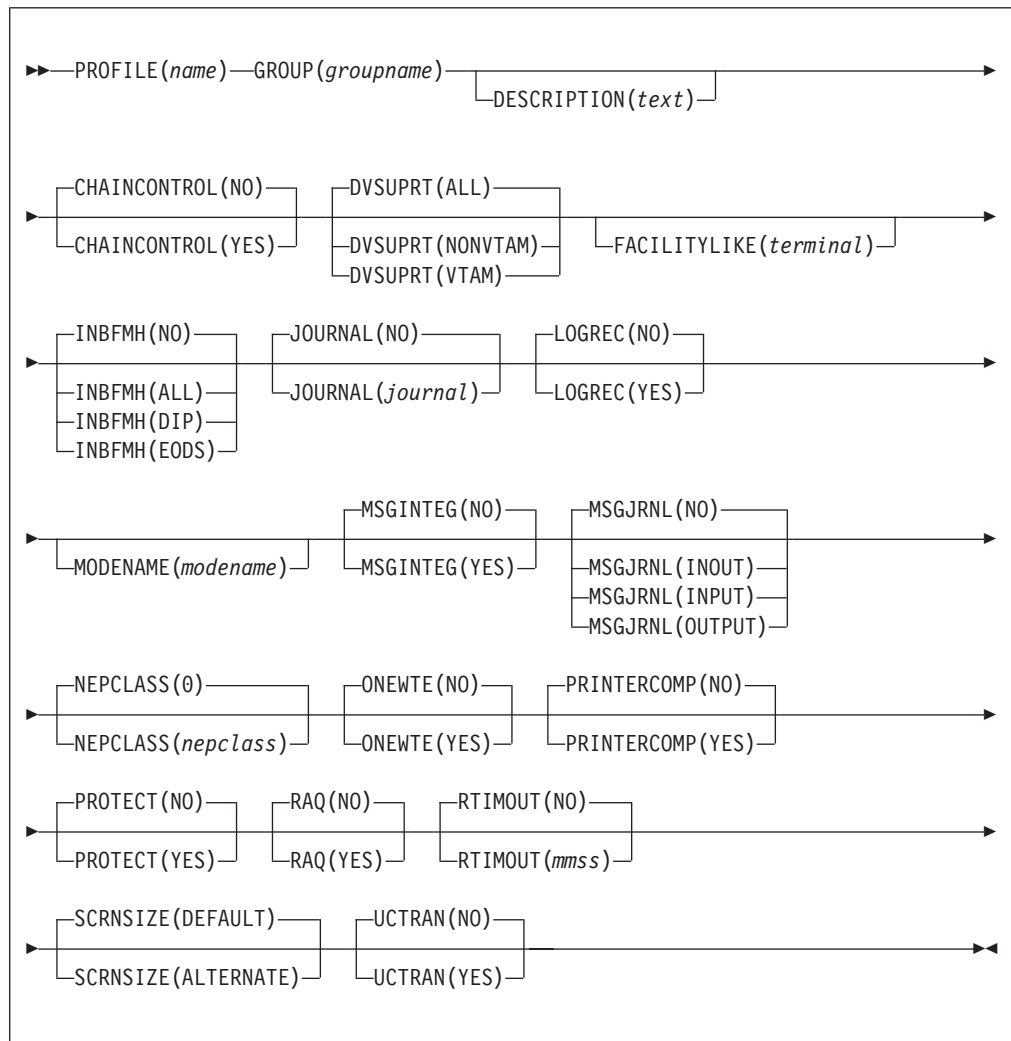 PROFILE(name) GROUP(groupname)
DESCRIPTION(text)
CHAINCONTROL(NO) DVSUPRT(ALL)
CHAINCONTROL(YES) DVSUPRT(NONVTAM) FACILITYLIKE(terminal)
DVSUPRT(VTAM)
INBFMH(NO) JOURNAL(NO) LOGREC(NO)
INBFMH(ALL) JOURNAL(journal) LOGREC(YES)
INBFMH(DIP)
INBFMH(EODS)
MSGINTEG(NO) MSGJRNL(NO)
MODENAME(modename) MSGINTEG(YES) MSGJRNL(INOUT)
MSGJRNL(INPUT)
MSGJRNL(OUTPUT)
NEPCLASS(0) ONEWTE(NO) PRINTERCOMP(NO)
NEPCLASS(nepclass) ONEWTE(YES) PRINTERCOMP(YES)
PROTECT(NO) RAQ(NO) RTIMOUT(NO)
PROTECT(YES) RAQ(YES) RTIMOUT(mmss)
SCRNSIZE(DEFAULT) UCTRAN(NO)
SCRNSIZE(ALTERNATE) UCTRAN(YES)